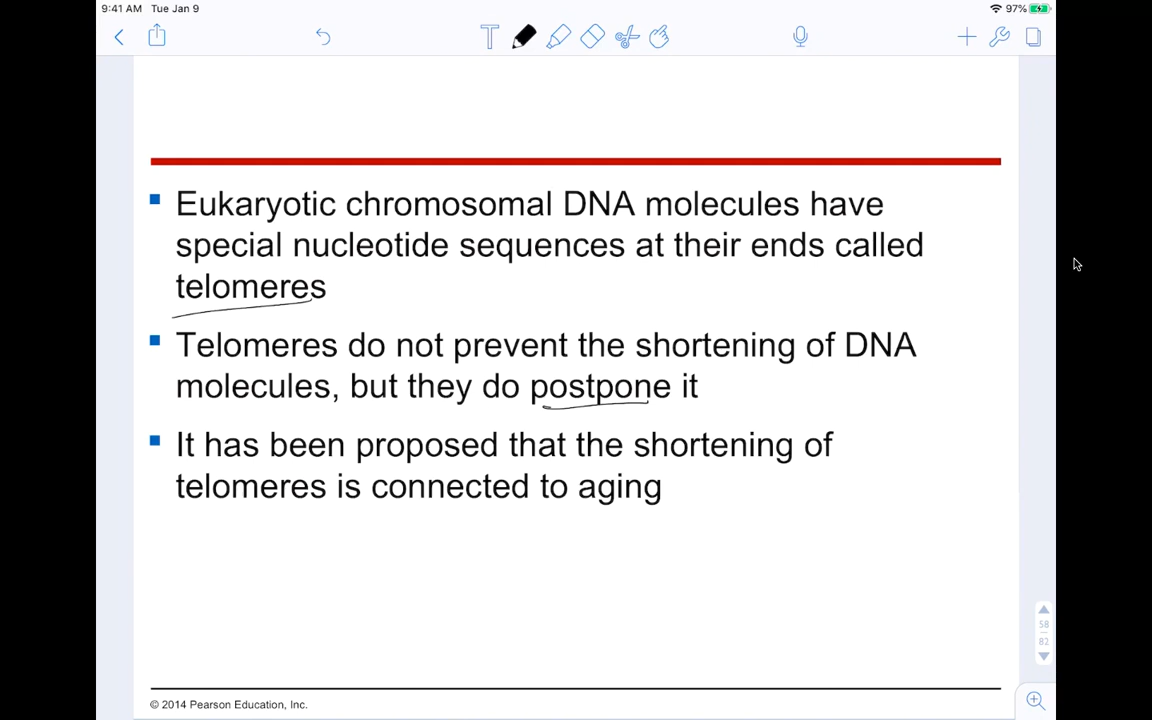 9:41 AM Tue Jan 9
97%
T
Eukaryotic chromosomal DNA molecules have
special nucleotide sequences at their ends called
telomeres
Telomeres do not prevent the shortening of DNA
molecules, but they do postpone it
It has been proposed that the shortening of
telomeres is connected to aging
58
82
© 2014 Pearson Education, Inc.